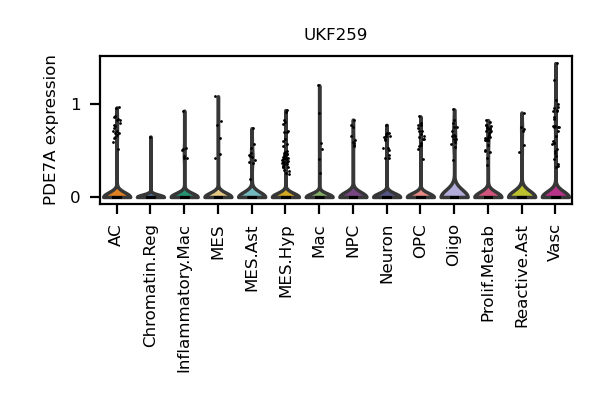 UKF259
PDE7A expression
1
0
AC
Chromatin.Reg
Inflammatory.Mac
MES
MES.Ast
MES.Hyp
Mac
NPC
Neuron
OPC
Oligo
Prolif.Metab
Reactive.Ast
Vasc